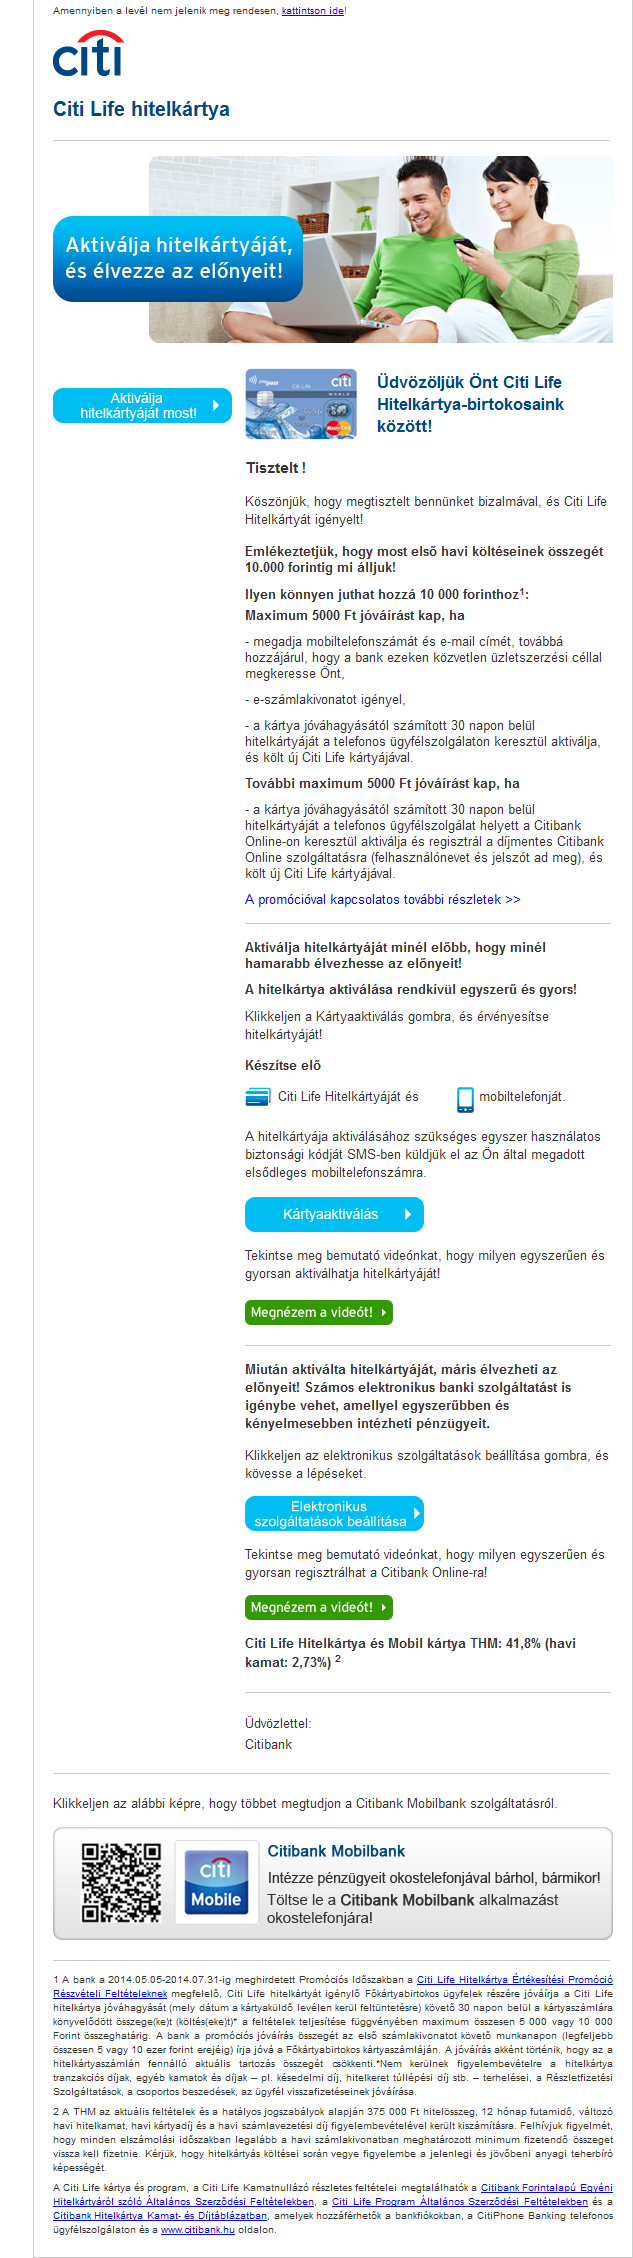 Amennyiben a levél nem jelenik meg rendesen, kattintson ide!
citi
Citi Life hitelkártya
Aktiválja hitelkártyáját,
és élvezze az előnyeit!
Aktiválja
hitelkártyáját most!
Citi Life
citi
WORLD
MasterCard
Üdvözöljük Önt Citi Life
Hitelkártya-birtokosaink
között!
Tisztelt !
Köszönjük, hogy megtisztelt bennünket bizalmával, és Citi Life
Hitelkártyát igényelt!
Emlékeztetjük, hogy most első havi költéseinek összegét
10.000 forintig mi álljuk!
Ilyen könnyen juthat hozzá 10 000 forinthoz1:
Maximum 5000 Ft jóváírást kap, ha
- megadja mobiltelefonszámát és e-mail címét, továbbá
hozzájárul, hogy a bank ezeken közvetlen üzletszerzési céllal
megkeresse Önt,
- e-számlakivonatot igényel,
- a kártya jóváhagyásától számított 30 napon belül
hitelkártyáját a telefonos ügyfélszolgálaton keresztül aktiválja,
és költ új Citi Life kártyájával.
További maximum 5000 Ft jóváírást kap, ha
- a kártya jóváhagyásától számított 30 napon belül
hitelkártyáját a telefonos ügyfélszolgálat helyett a Citibank
Online-on keresztül aktiválja és regisztrál a díjmentes Citibank
Online szolgáltatásra (felhasználónevet és jelszót ad meg), és
költ új Citi Life kártyájával.
A promócióval kapcsolatos további részletek >>
Aktiválja hitelkártyáját minél előbb, hogy minél
hamarabb élvezhesse az előnyeit!
A hitelkártya aktiválása rendkívül egyszerű és gyors!
Klikkeljen a Kártyaaktiválás gombra, és érvényesítse
hitelkártyáját!
Készítse elő
Citi Life Hitelkártyáját és mobiltelefonját.
A hitelkártyája aktiválásához szükséges egyszer használatos
biztonsági kódját SMS-ben küldjük el az Ön által megadott
elsődleges mobiltelefonszámra.
Kártyaaktiválás
Tekintse meg bemutató videónkat, hogy milyen egyszerűen és
gyorsan aktiválhatja hitelkártyáját!
Megnézem a videót!
Miután aktiválta hitelkártyáját, máris élvezheti az
előnyeit! Számos elektronikus banki szolgáltatást is
igénybe vehet, amellyel egyszerűbben és
kényelmesebben intézheti pénzügyeit.
Klikkeljen az elektronikus szolgáltatások beállítása gombra, és
kövesse a lépéseket.
Elektronikus
szolgáltatások beállítása
Tekintse meg bemutató videónkat, hogy milyen egyszerűen és
gyorsan regisztrálhat a Citibank Online-ra!
Megnézem a videót!
Citi Life Hitelkártya és Mobil kártya THM: 41,8% (havi
kamat: 2,73%) 2
Üdvözlettel:
Citibank
Klikkeljen az alábbi képre, hogy többet megtudjon a Citibank Mobilbank szolgáltatásról.
citi
Mobile
Citibank Mobilbank
Intézze pénzügyeit okostelefonjával bárhol, bármikor!
Töltse le a Citibank Mobilbank alkalmazást
okostelefonjára!
1 A bank a 2014.05.05-2014.07.31-ig meghirdetett Promóciós Időszakban a Citi Life Hitelkártya Értékesítési Promóció
Részvételi Feltételeknek megfelelő, Citi Life hitelkártyát igénylő Főkártyabirtokos ügyfelek részére jóváírja a Citi Life
hitelkártya jóváhagyását (mely dátum a kártyaküldő levélen kerül feltüntetésre) követő 30 napon belül a kártyaszámlára
könyvelődött összege(ke)t (költés(eke)t)* a feltételek teljesítése függvényében maximum összesen 5 000 vagy 10 000
Forint összeghatárig. A bank a promóciós jóváírás összegét az első számlakivonatot követő munkanapon (legfeljebb
összesen 5 vagy 10 ezer forint erejéig) írja jóvá a Főkártyabirtokos kártyaszámláján. A jóváírás akként történik, hogy az a
hitelkártyaszámlán fennálló aktuális tartozás összegét csökkenti.*Nem kerülnek figyelembevételre a hitelkártya
tranzakciós díjak, egyéb kamatok és díjak – pl. késedelmi díj, hitelkeret túllépési díj stb. – terhelései, a Részletfizetési
Szolgáltatások, a csoportos beszedések, az ügyfél visszafizetéseinek jóváírása.
2 A THM az aktuális feltételek és a hatályos jogszabályok alapján 375 000 Ft hitelösszeg, 12 hónap futamidő, változó
havi hitelkamat, havi kártyadíj és a havi számlavezetési díj figyelembevételével került kiszámításra. Felhívjuk figyelmét,
hogy minden elszámolási időszakban legalább a havi számlakivonatban meghatározott minimum fizetendő összeget
vissza kell fizetnie. Kérjük, hogy hitelkártyás költései során vegye figyelembe a jelenlegi és jövőbeni anyagi teherbíró
képességét.
A Citi Life kártya és program, a Citi Life Kamatnullázó részletes feltételei megtalálhatók a Citibank Forintalapú Egyéni
Hitelkártyáról szóló Általános Szerződési Feltételekben, a Citi Life Program Általános Szerződési Feltételekben és a
Citibank Hitelkártya Kamat- és Díjtáblázatban, amelyek hozzáférhetők a bankfiókokban, a CitiPhone Banking telefonos
ügyfélszolgálaton és a www.citibank.hu oldalon.